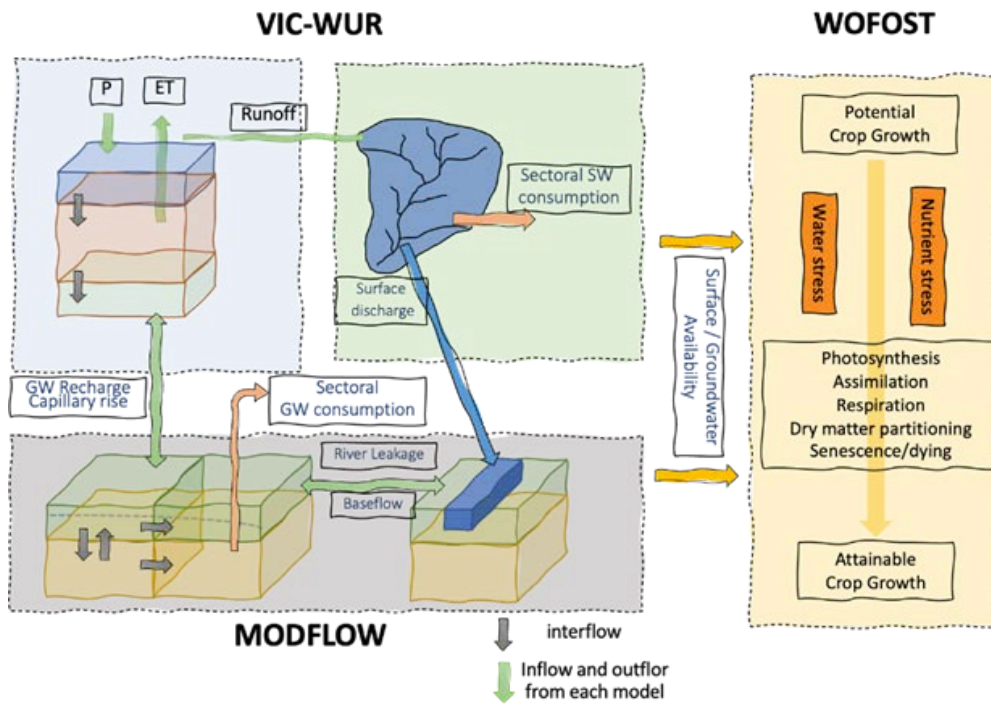 VIC-WUR
WOFOST
P
ET
Runoff
Sectoral SW
consumption
Surface
discharge
GW Recharge
Capillary rise
Sectoral
GW consumption
River Leakage
Baseflow
MODFLOW
interflow
Inflow and outflor
from each model
Surface / Groundwater
Availability
Potential
Crop Growth
Water stress
Nutrient stress
Photosynthesis
Assimilation
Respiration
Dry matter partitioning
Senescence/dying
Attainable
Crop Growth